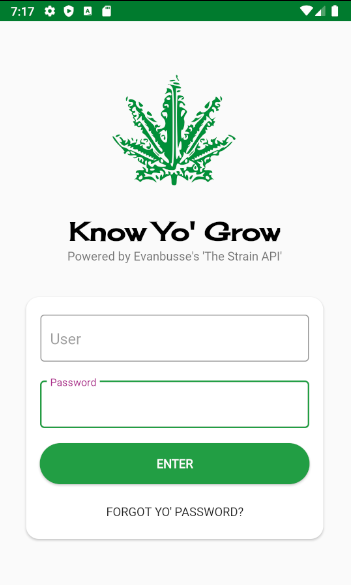 7:17
Know Yo' Grow
Powered by Evanbusse's 'The Strain API'
User
Password
ENTER
FORGOT YO' PASSWORD?